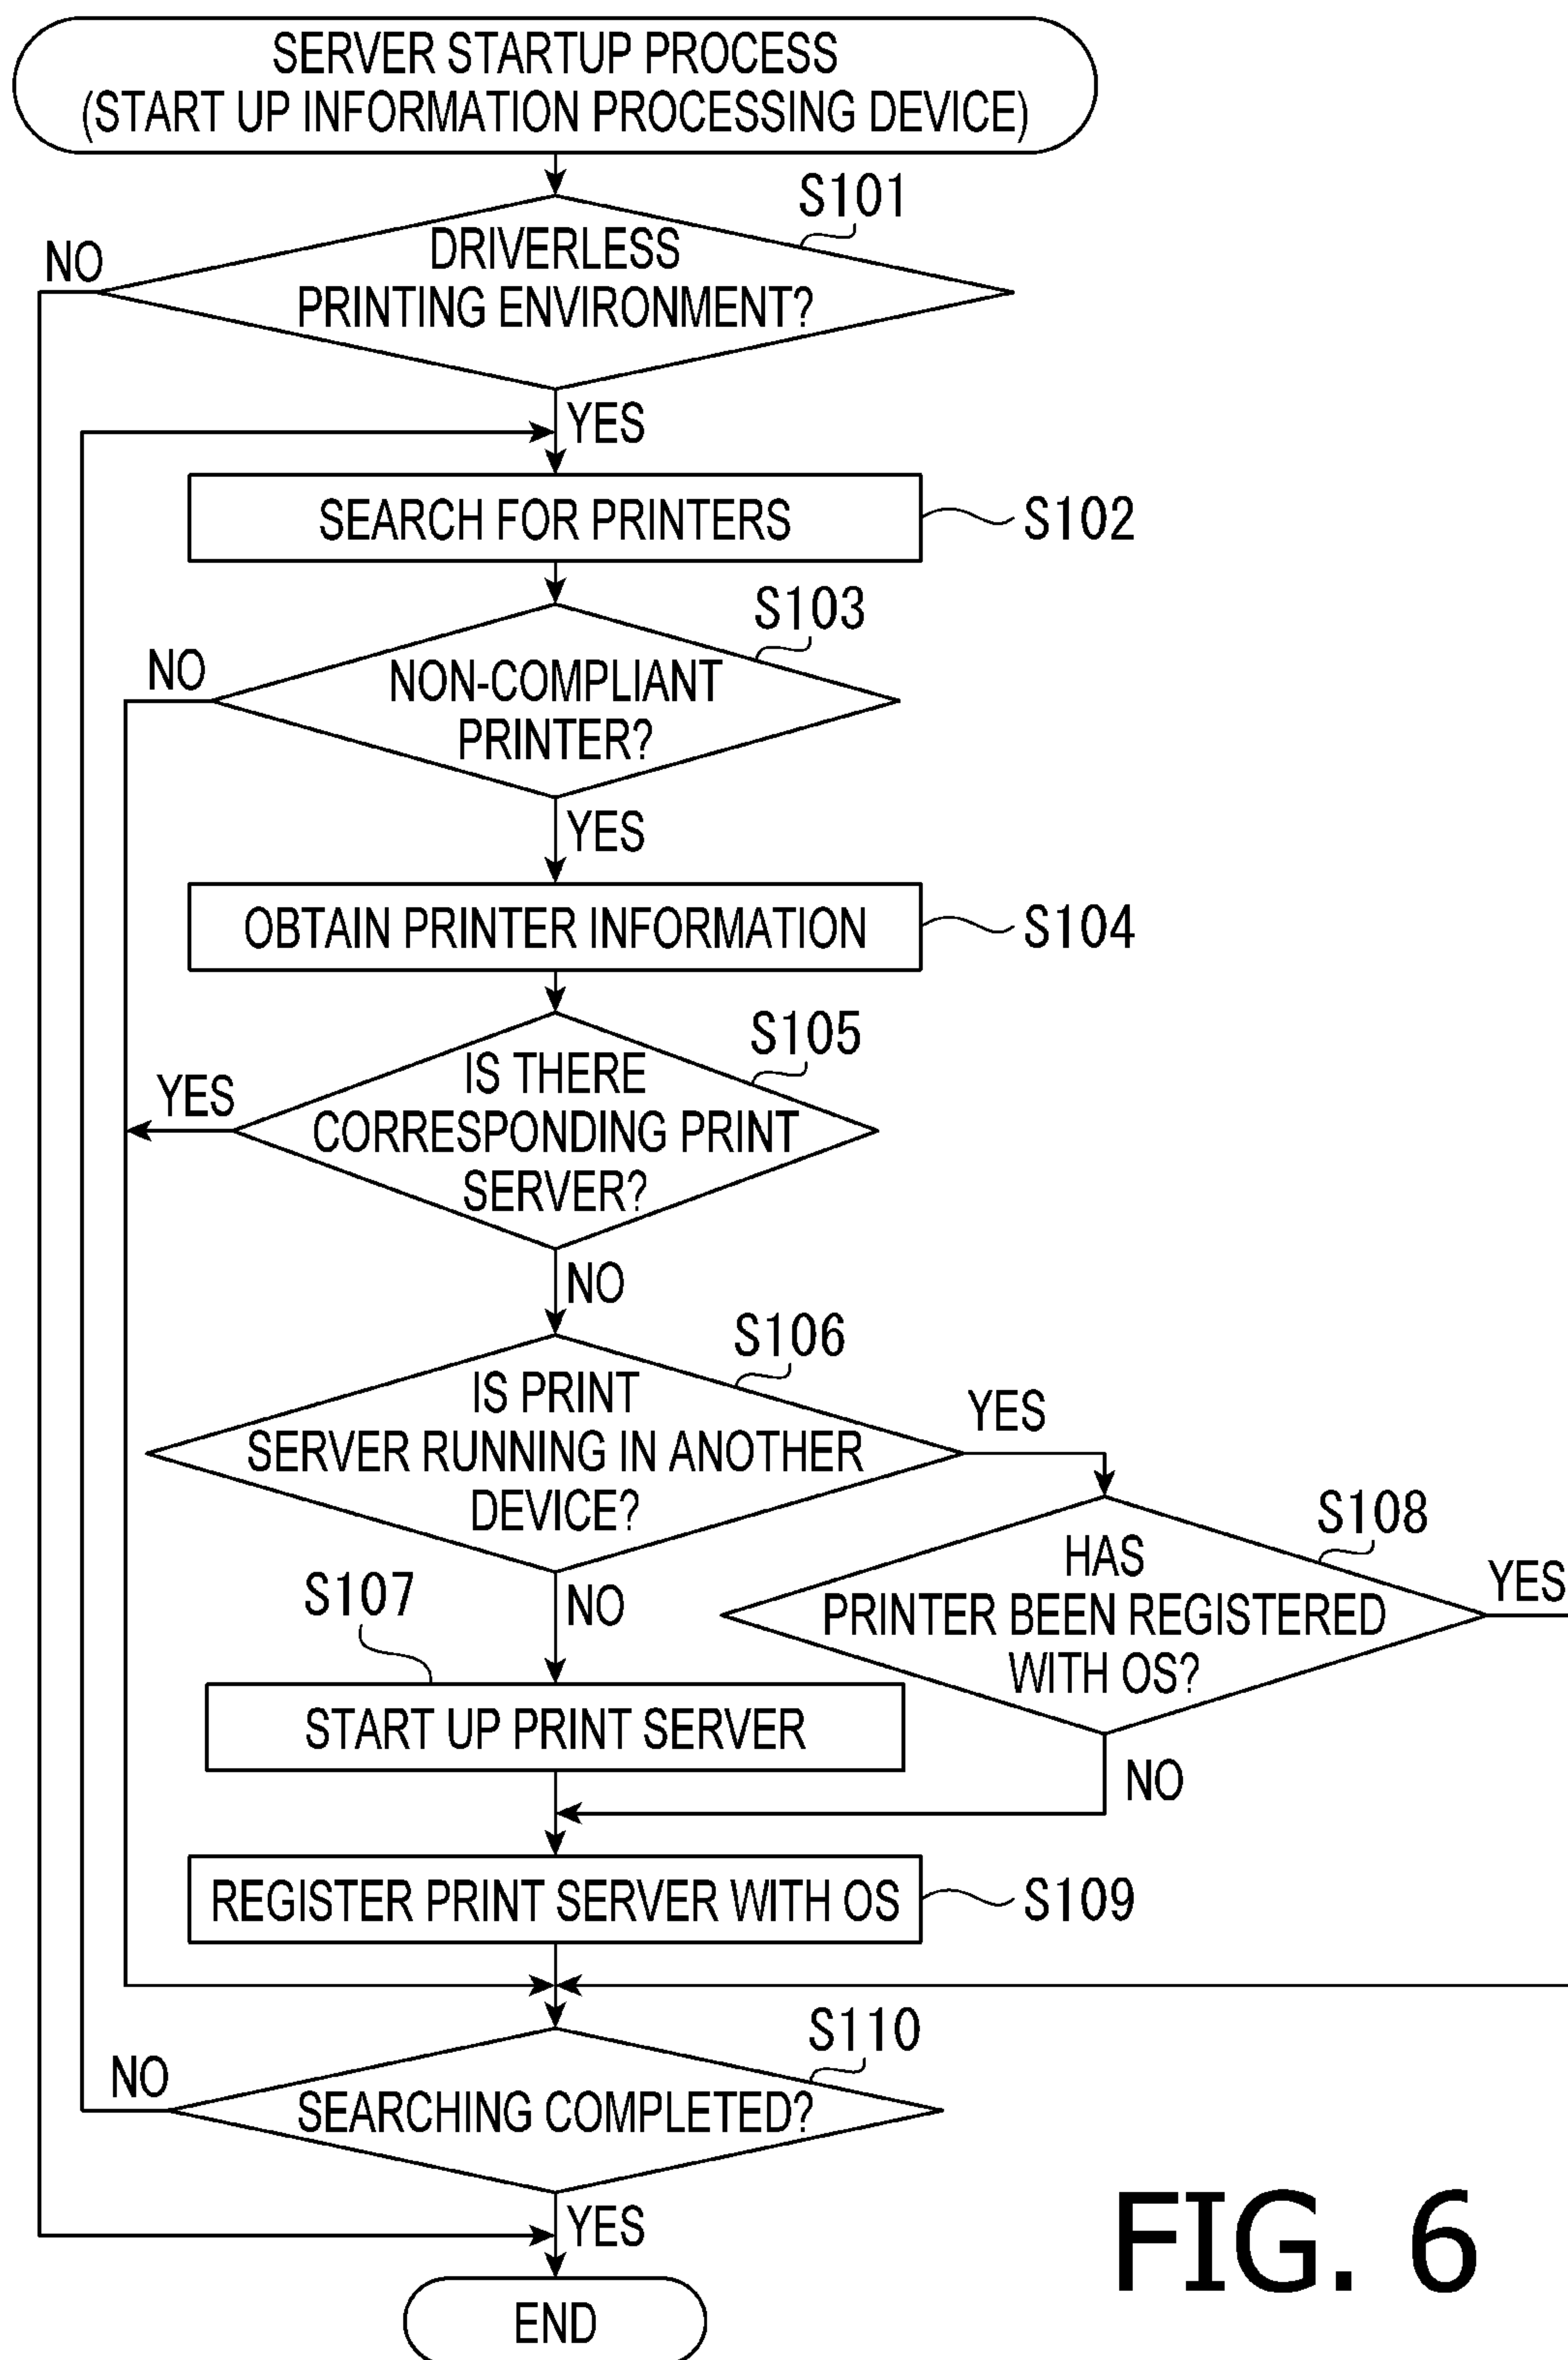 SERVER STARTUP PROCESS
(START UP INFORMATION PROCESSING DEVICE)
S101
NO
DRIVERLESS
PRINTING ENVIRONMENT?
YES
SEARCH FOR PRINTERS
S102
S103
NO
NON-COMPLIANT
PRINTER?
YES
OBTAIN PRINTER INFORMATION
S104
S105
YES
IS THERE
CORRESPONDING PRINT
SERVER?
NO
S106
IS PRINT
SERVER RUNNING IN ANOTHER
DEVICE?
YES
S108
HAS
PRINTER BEEN REGISTERED
WITH OS?
YES
NO
S107
NO
START UP PRINT SERVER
REGISTER PRINT SERVER WITH OS
S109
S110
NO
SEARCHING COMPLETED?
YES
END
FIG. 6